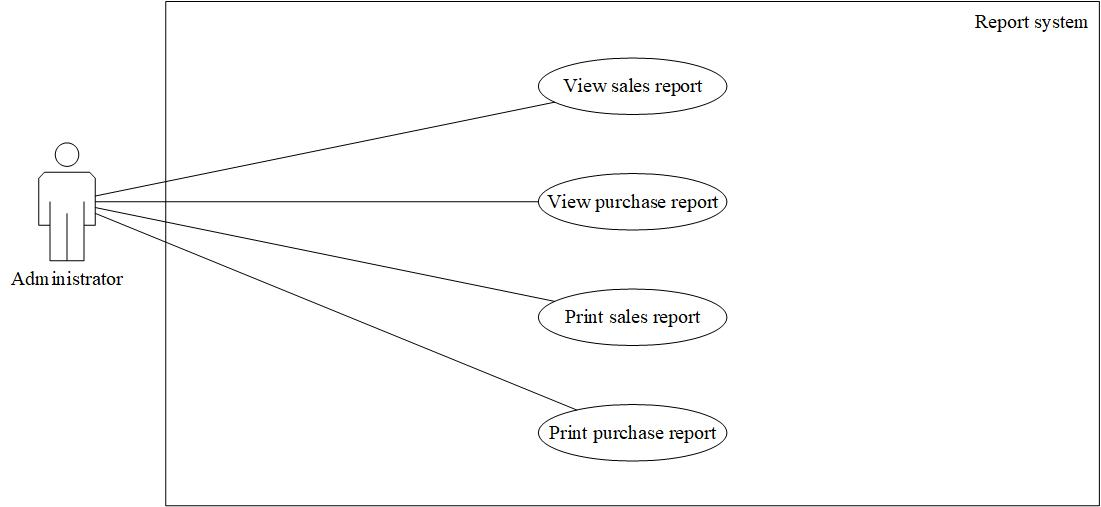 Report system
View sales report
View purchase report
Administrator
Print sales report
Print purchase report